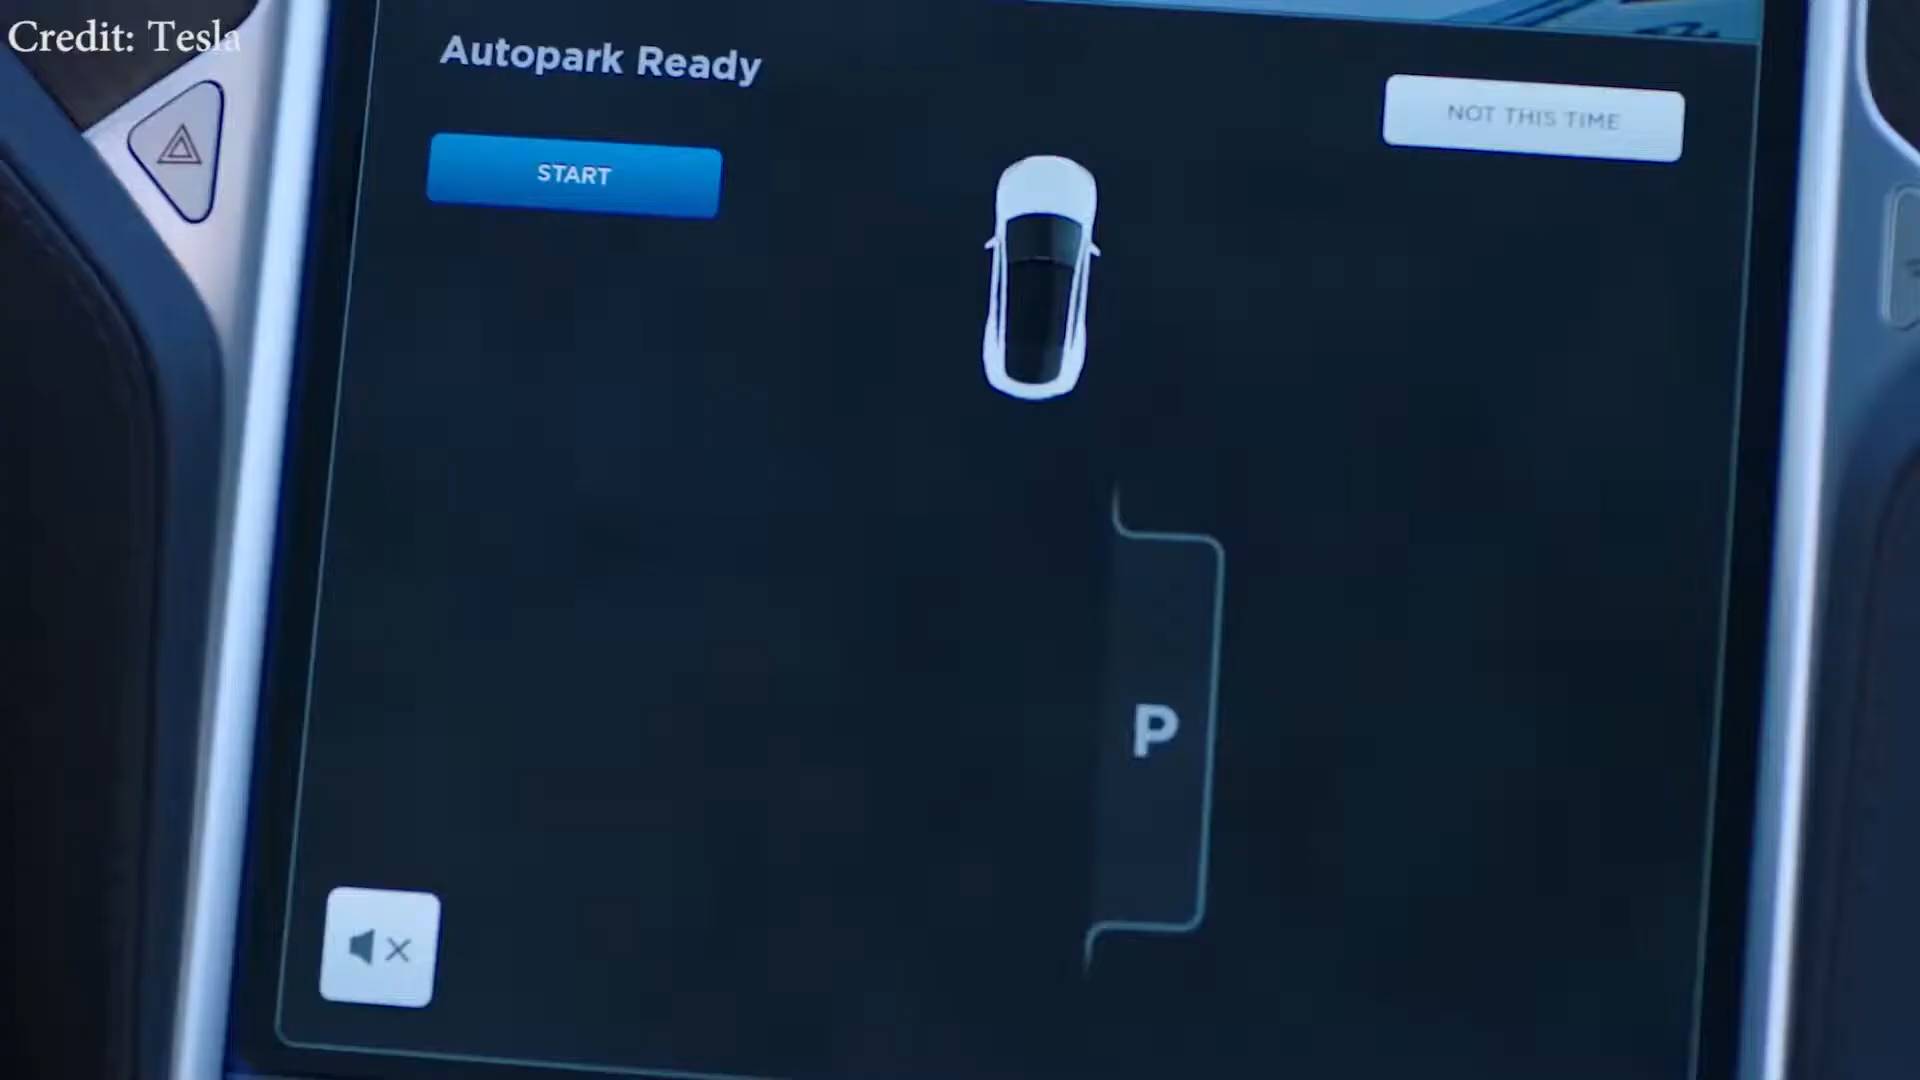 Credit: Tesla
Autopark Ready
NOT THIS TIME
START
P